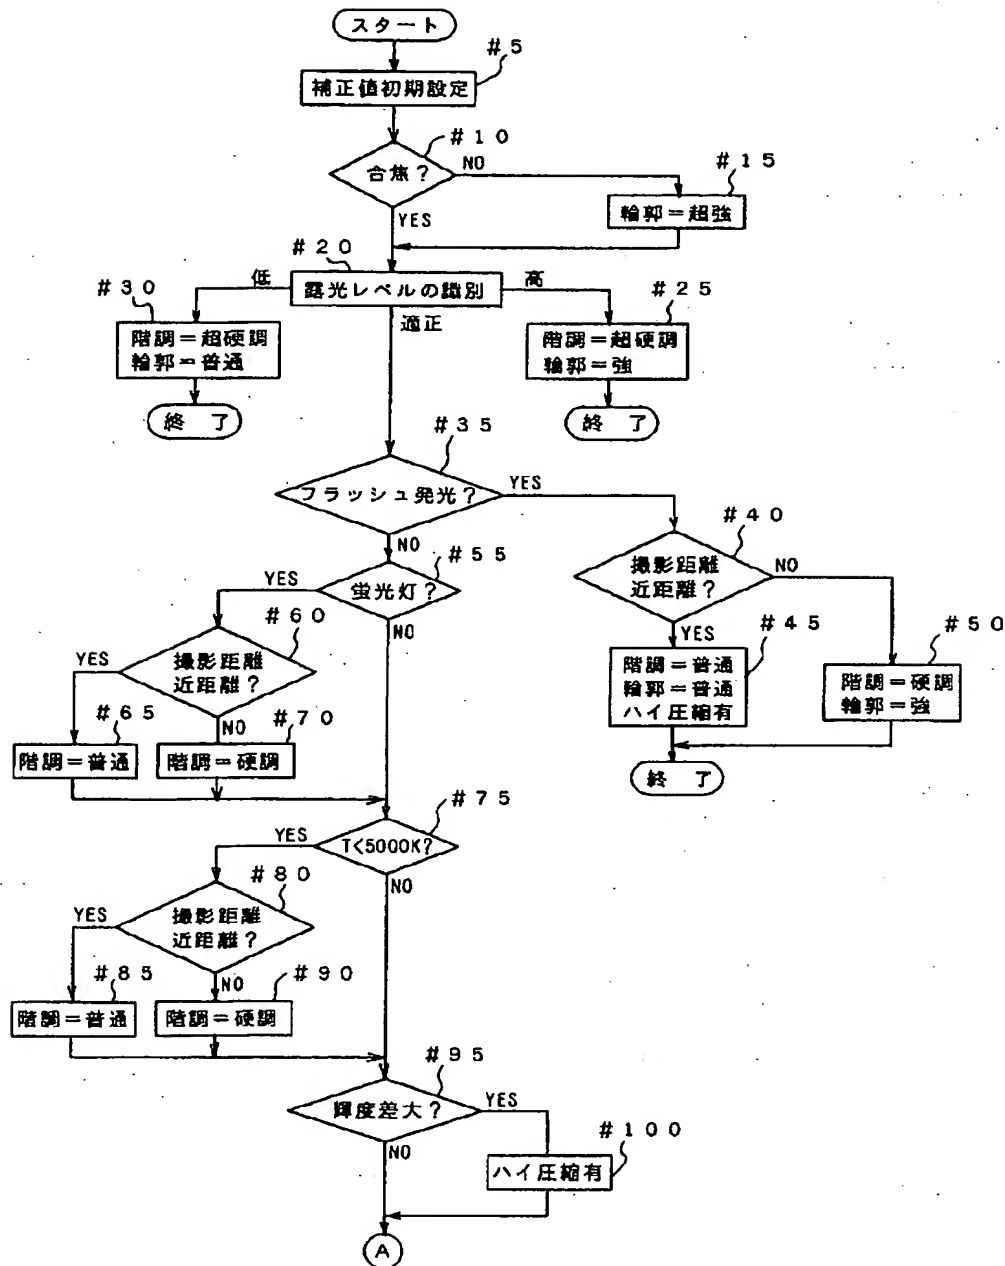 スタート
#5
補正値初期設定
#10
合焦?
NO
#15
輪郭=超強
YES
#20
低
露光レベルの識別
高
#30
#25
適正
階調=超硬調
輪郭=普通
階調=超硬調
輪郭=強
終了
終了
#35
フラッシュ発光?
YES
#40
NO
#55
撮影距離
近距離?
NO
YES
蛍光灯?
#60
NO
YES
#45
#50
YES
撮影距離
近距離?
階調=普通
輪郭=普通
ハイ圧縮有
階調=硬調
輪郭=強
#65
NO
#70
階調=普通
階調=硬調
終了
#75
YES
T<5000K?
#80
NO
YES
撮影距離
近距離?
#85
NO
#90
階調=普通
階調=硬調
#95
輝度差大?
YES
#100
NO
ハイ圧縮有
A